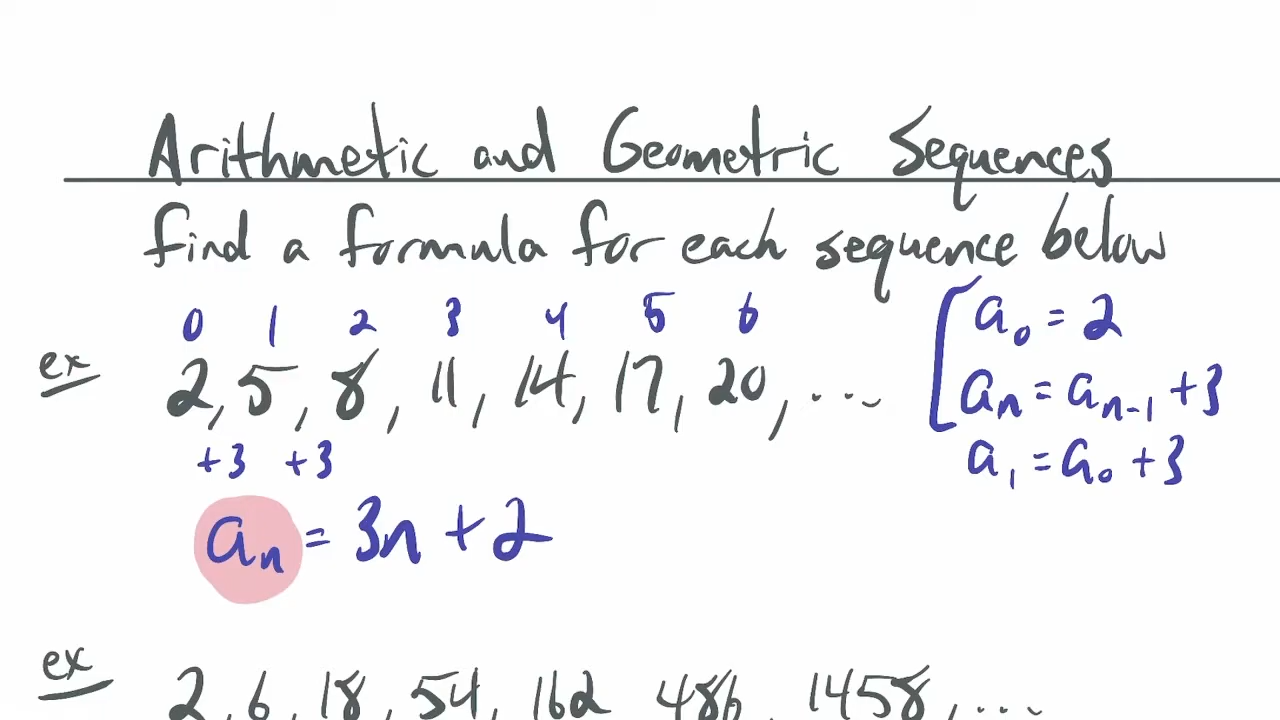 Arithmetic and Geometric Sequences
find a formula for each sequence below
0 1 2 3 4 5 6
ex 2, 5, 8, 11, 14, 17, 20, ...
+3 +3
a₀ = 2
aₙ = aₙ₋₁ + 3
a₁ = a₀ + 3
aₙ = 3n + 2
ex 2, 6, 18, 54, 162, 486, 1458, ...